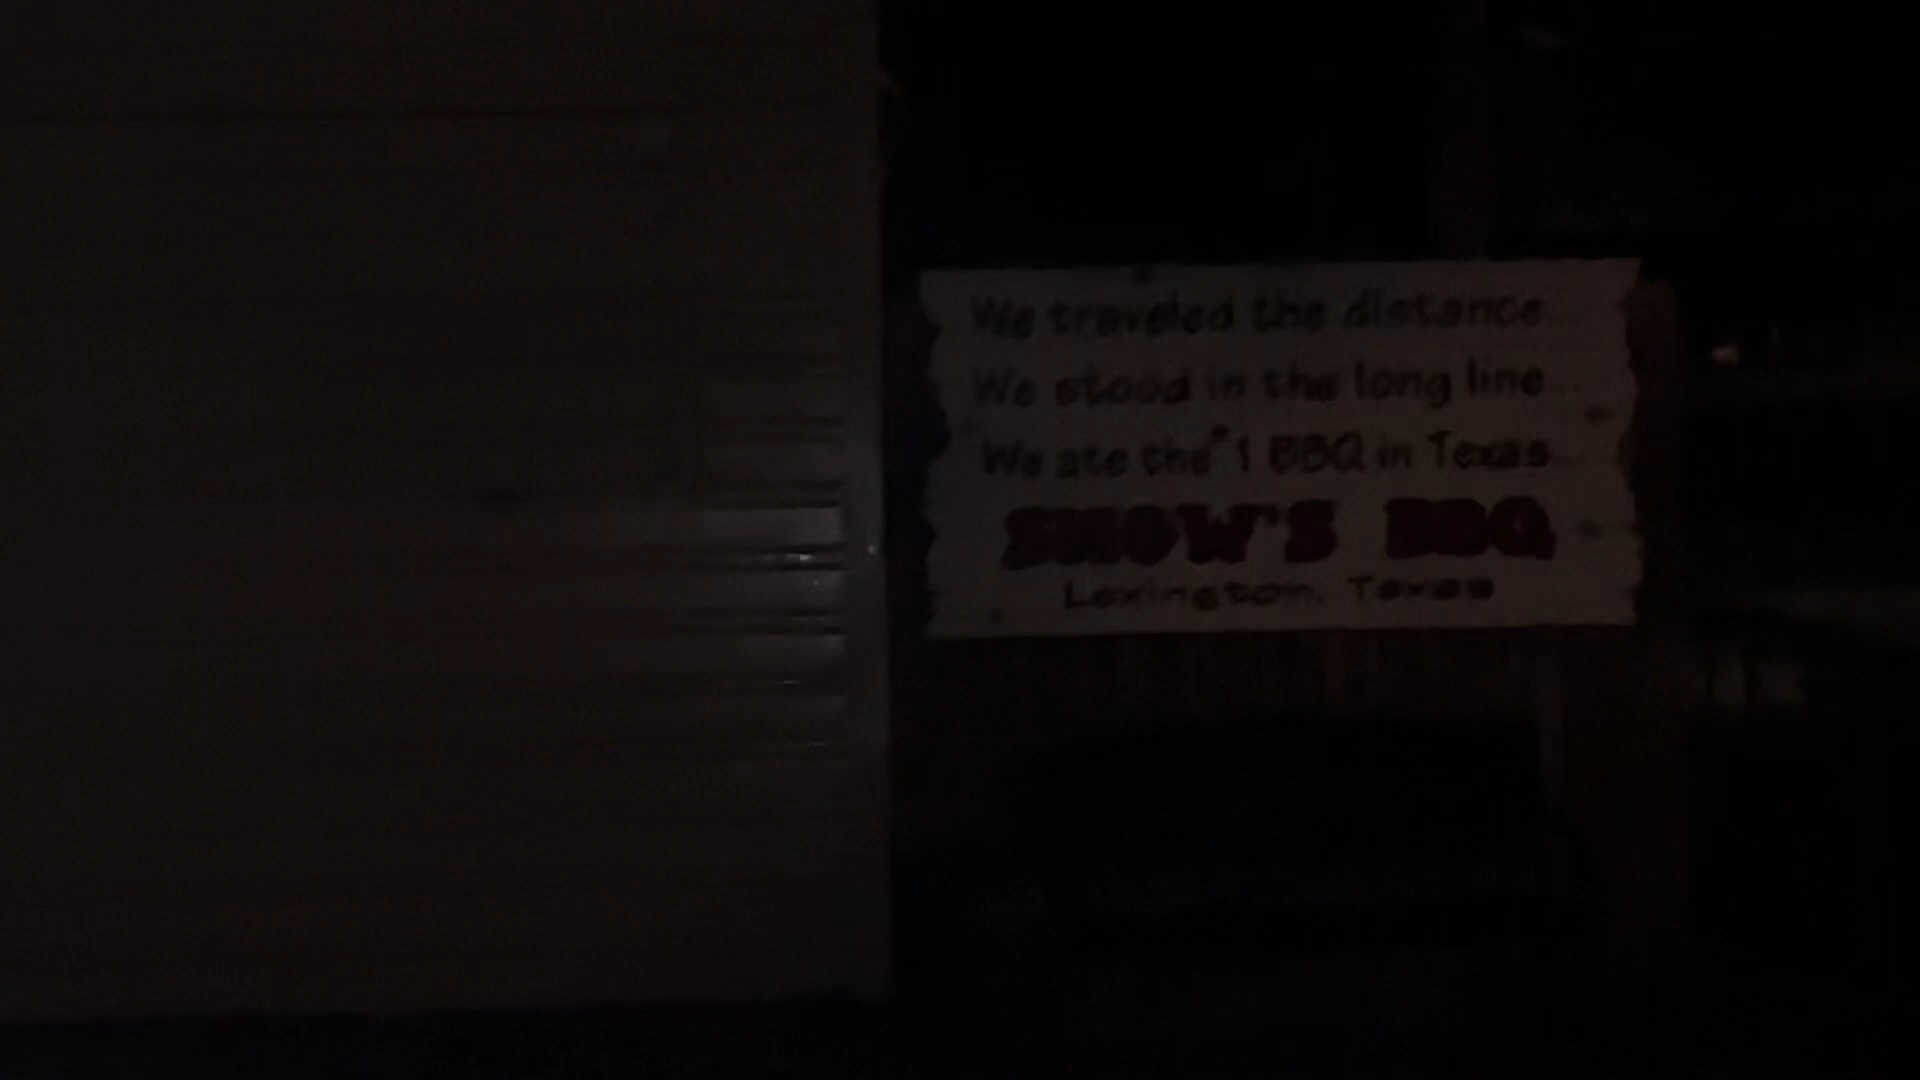 We traveled the distance...
We stood in the long line...
We ate the #1 BBQ in Texas...
SNOW'S BBQ
Lexington, Texas